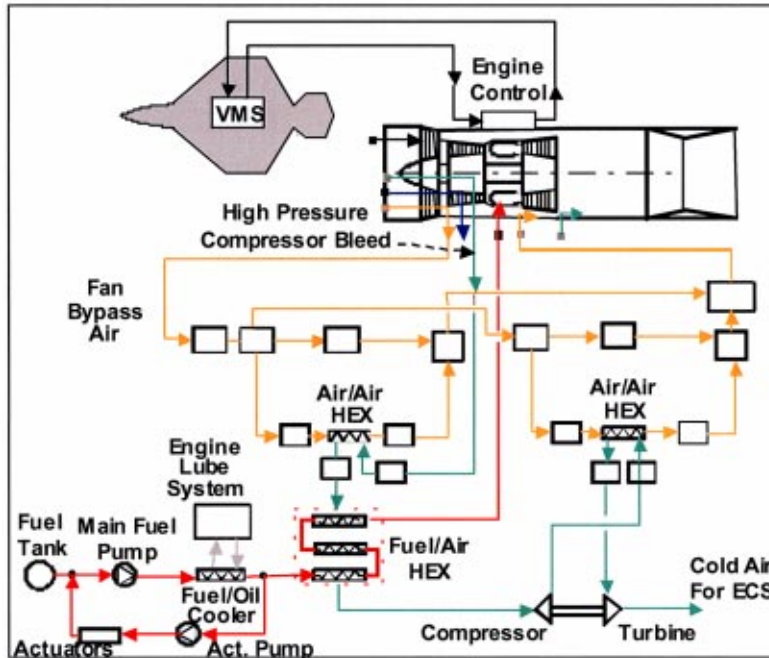 VMS
Engine
Control
High Pressure
Compressor Bleed
Fan
Bypass
Air
Air/Air
HEX
Air/Air
HEX
Engine
Lube
System
Fuel
Tank
Main Fuel
Pump
Fuel/Air
HEX
Fuel/Oil
Cooler
Cold Air
For ECS
Actuators
Act. Pump
Compressor
Turbine